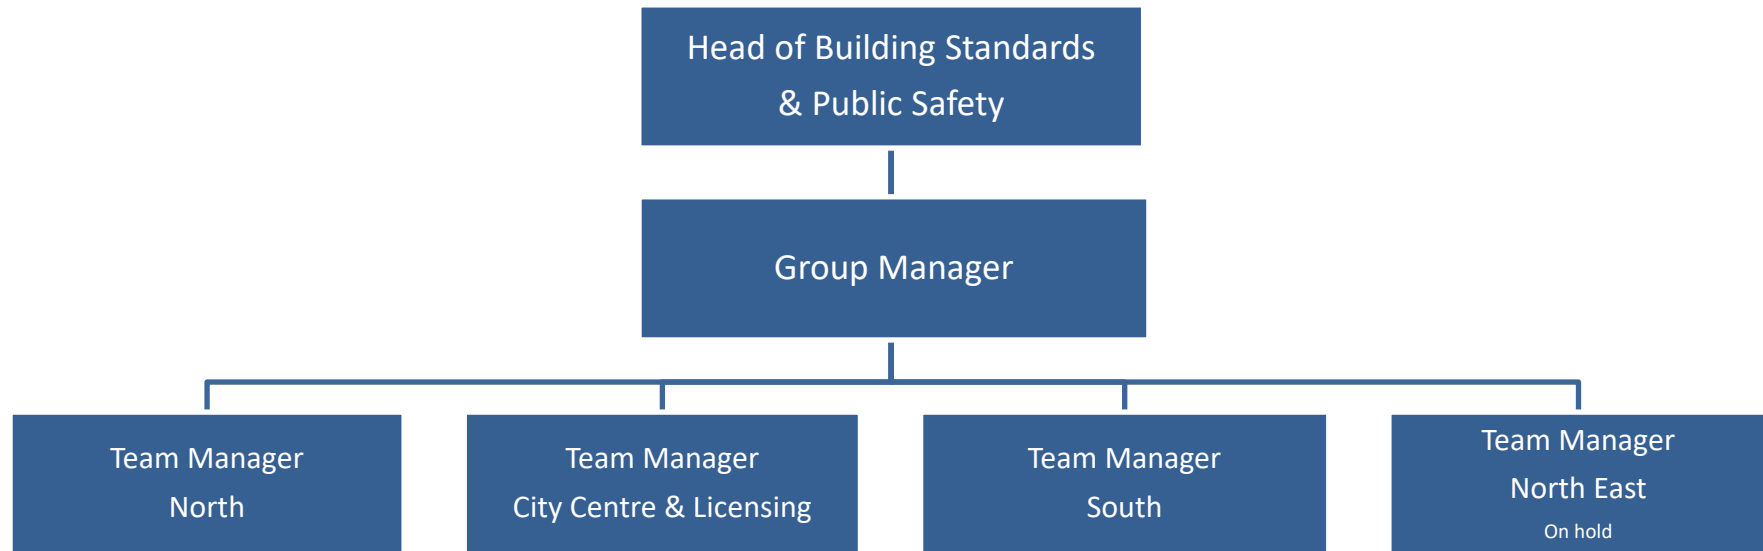 Head of Building Standards
& Public Safety
Group Manager
Team Manager
North
Team Manager
City Centre & Licensing
Team Manager
South
Team Manager
North East
On hold